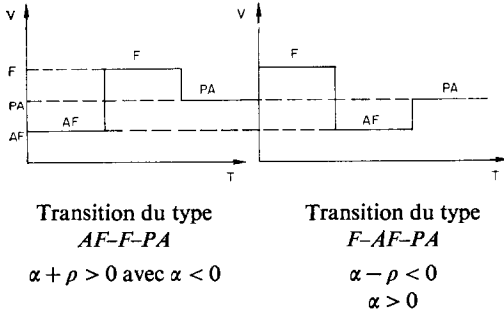 V
V
F
F
F
PA
PA
PA
AF
AF
AF
T
T
Transition du type
AF-F-PA
α + ρ > 0 avec α < 0
Transition du type
F-AF-PA
α − ρ < 0
α > 0